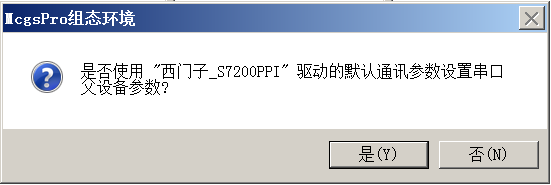 McgsPro组态环境
是否使用 "西门子_S7200PPI" 驱动的默认通讯参数设置串口
父设备参数?
是(Y)
否(N)